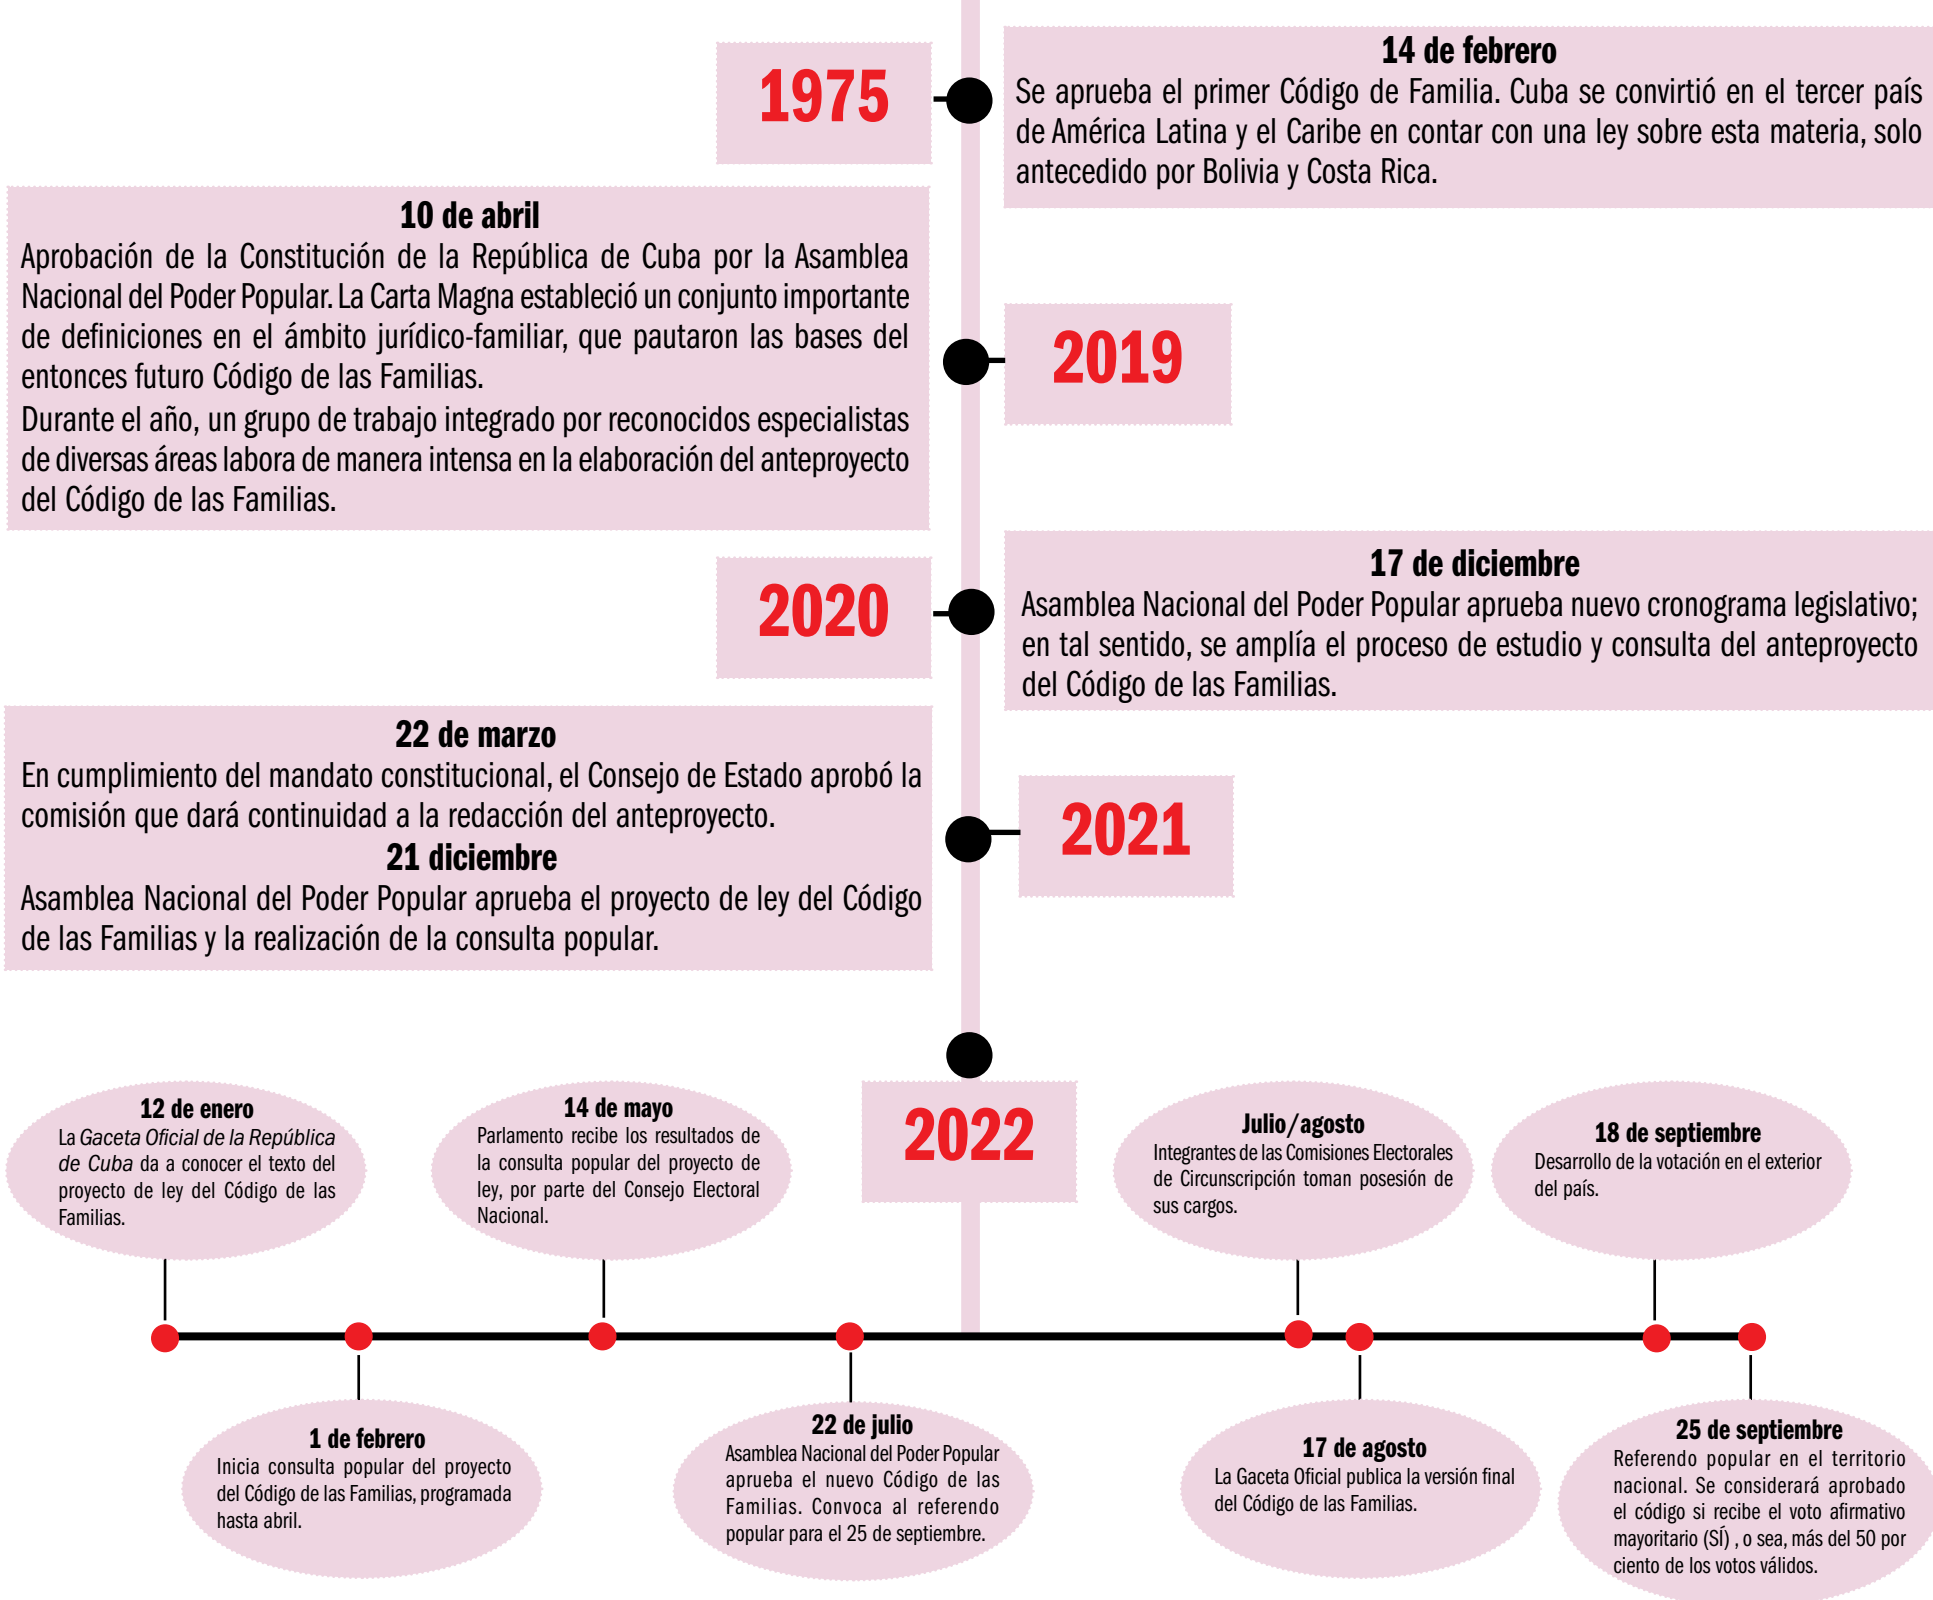 1975
14 de febrero
Se aprueba el primer Código de Familia. Cuba se convirtió en el tercer país
de América Latina y el Caribe en contar con una ley sobre esta materia, solo
antecedido por Bolivia y Costa Rica.
10 de abril
Aprobación de la Constitución de la República de Cuba por la Asamblea
Nacional del Poder Popular. La Carta Magna estableció un conjunto importante
de definiciones en el ámbito jurídico-familiar, que pautaron las bases del
entonces futuro Código de las Familias.
Durante el año, un grupo de trabajo integrado por reconocidos especialistas
de diversas áreas labora de manera intensa en la elaboración del anteproyecto
del Código de las Familias.
2019
2020
17 de diciembre
Asamblea Nacional del Poder Popular aprueba nuevo cronograma legislativo;
en tal sentido, se amplía el proceso de estudio y consulta del anteproyecto
del Código de las Familias.
22 de marzo
En cumplimiento del mandato constitucional, el Consejo de Estado aprobó la
comisión que dará continuidad a la redacción del anteproyecto.
21 diciembre
Asamblea Nacional del Poder Popular aprueba el proyecto de ley del Código
de las Familias y la realización de la consulta popular.
2021
2022
12 de enero
La Gaceta Oficial de la República
de Cuba da a conocer el texto del
proyecto de ley del Código de las
Familias.
1 de febrero
Inicia consulta popular del proyecto
del Código de las Familias, programada
hasta abril.
14 de mayo
Parlamento recibe los resultados de
la consulta popular del proyecto de
ley, por parte del Consejo Electoral
Nacional.
22 de julio
Asamblea Nacional del Poder Popular
aprueba el nuevo Código de las
Familias. Convoca al referendo
popular para el 25 de septiembre.
Julio/agosto
Integrantes de las Comisiones Electorales
de Circunscripción toman posesión de
sus cargos.
17 de agosto
La Gaceta Oficial publica la versión final
del Código de las Familias.
18 de septiembre
Desarrollo de la votación en el exterior
del país.
25 de septiembre
Referendo popular en el territorio
nacional. Se considerará aprobado
el código si recibe el voto afirmativo
mayoritario (SÍ) , o sea, más del 50 por
ciento de los votos válidos.